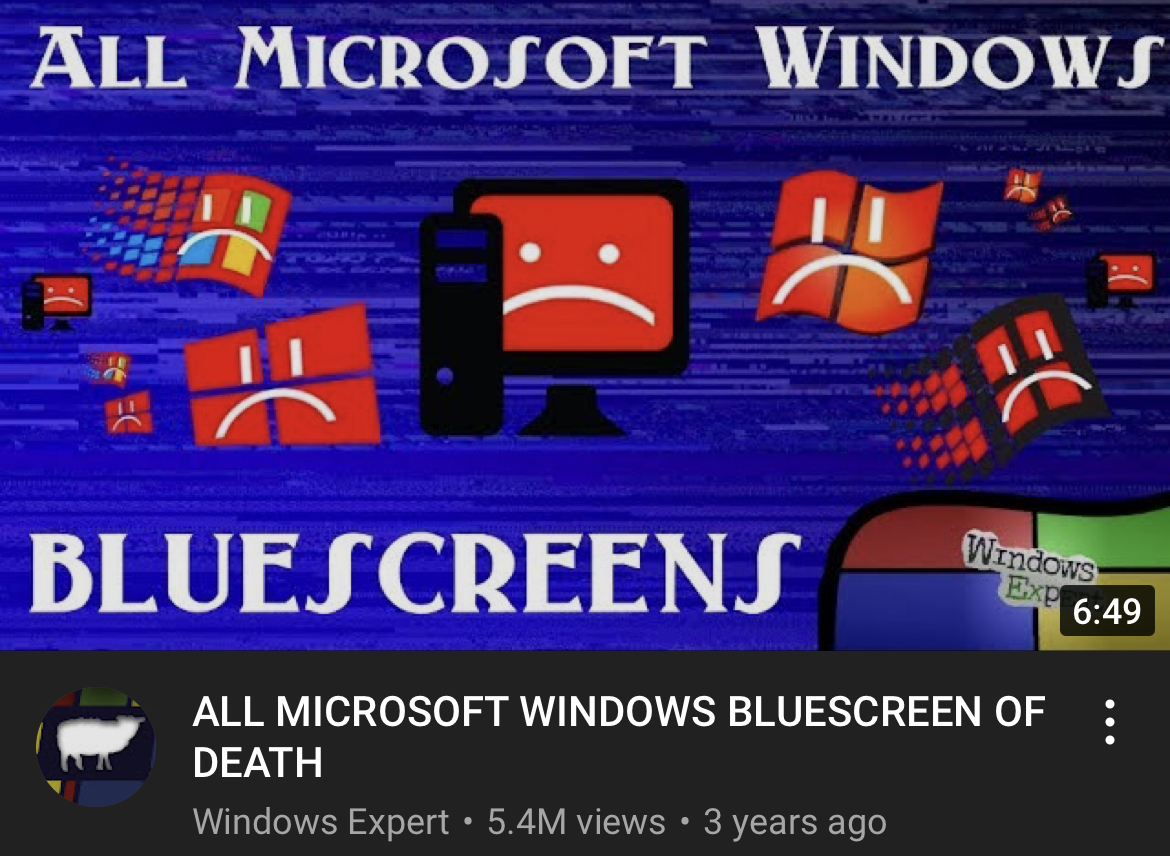 ALL MICROSOFT WINDOWS
BLUESCREENS
Windows
6:49
ALL MICROSOFT WINDOWS BLUESCREEN OF
DEATH
Windows Expert • 5.4M views • 3 years ago